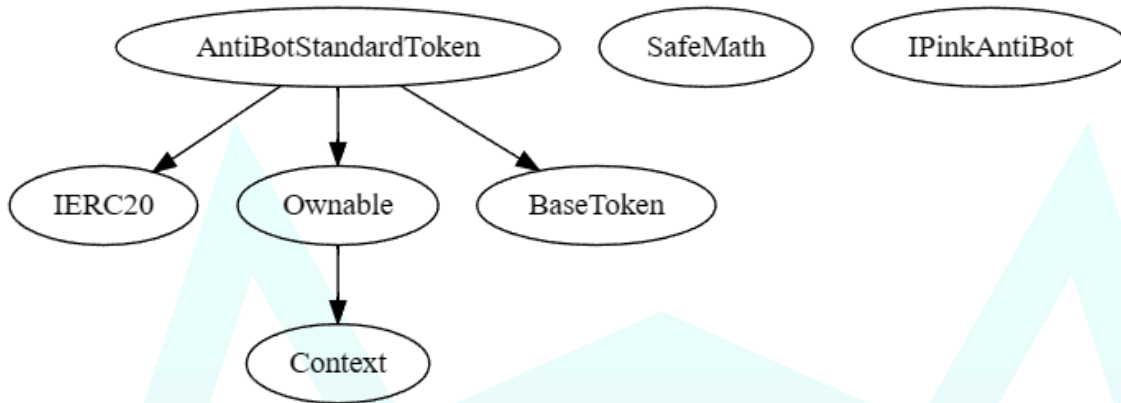 AntiBotStandardToken
SafeMath
IPinkAntiBot
IERC20
Ownable
BaseToken
Context